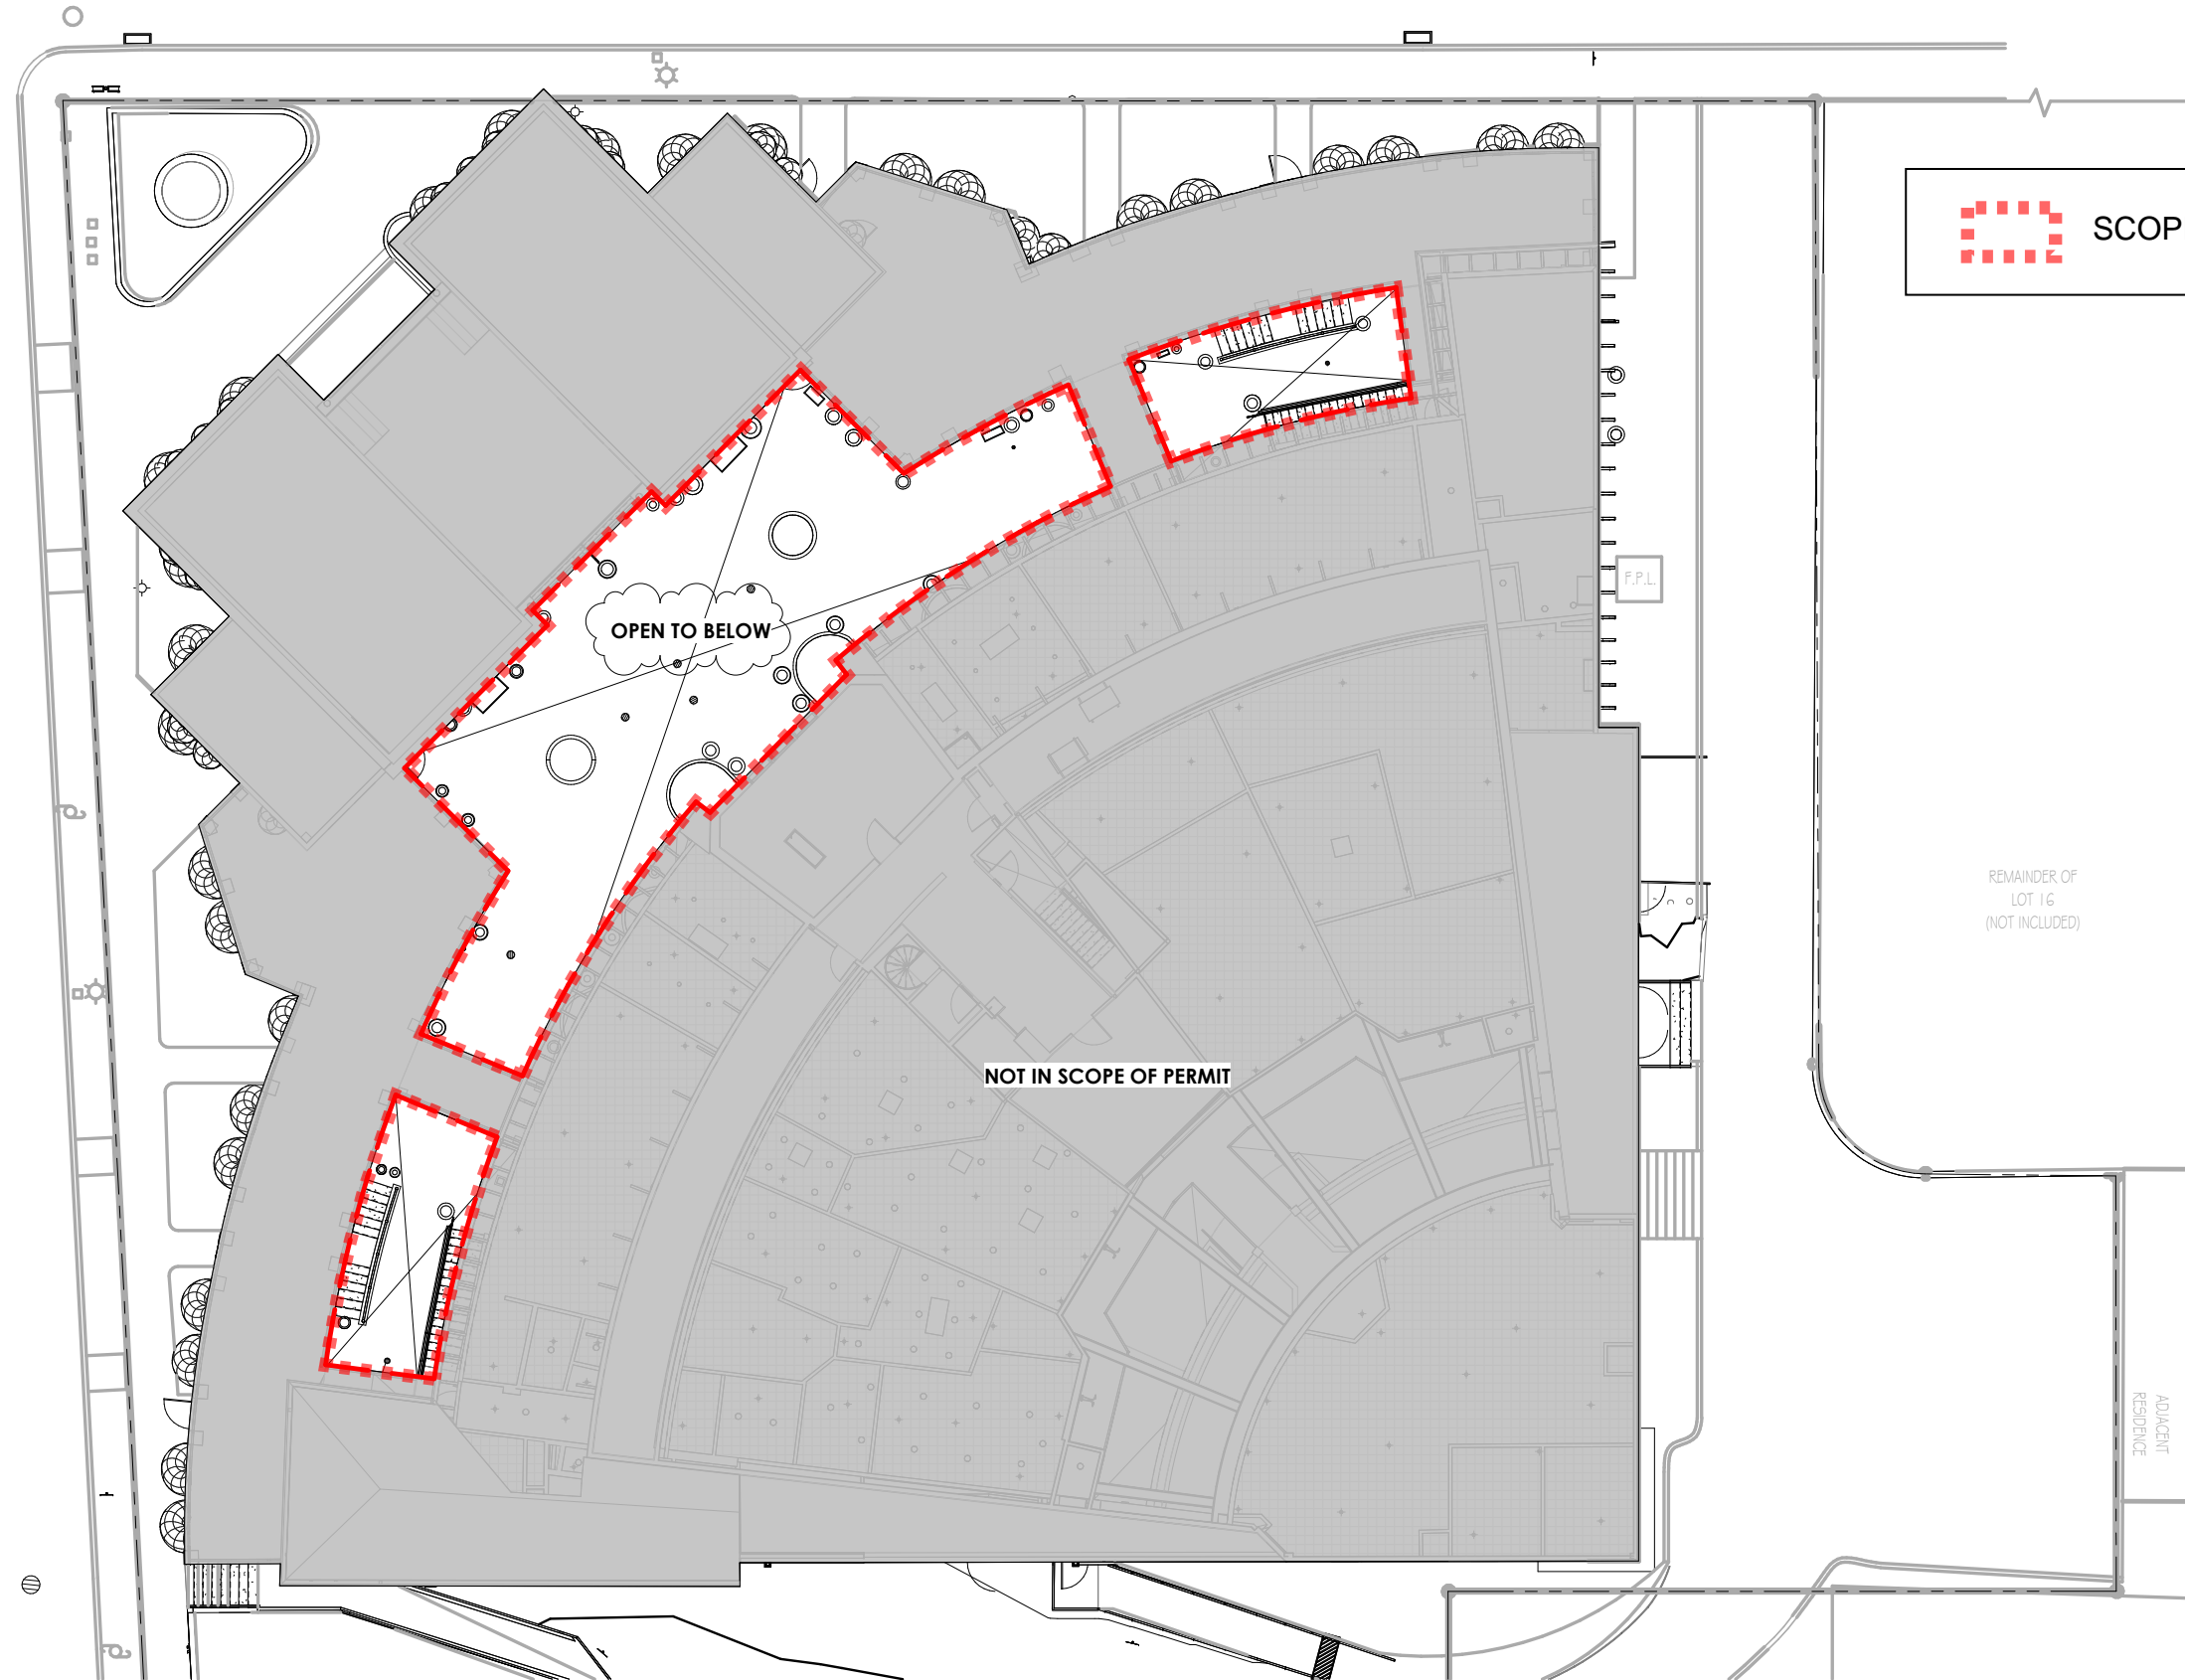 SCOP
F.P.L.
OPEN TO BELOW
REMAINDER OF
LOT 16
(NOT INCLUDED)
NOT IN SCOPE OF PERMIT
ADJACENT
RESIDENCE